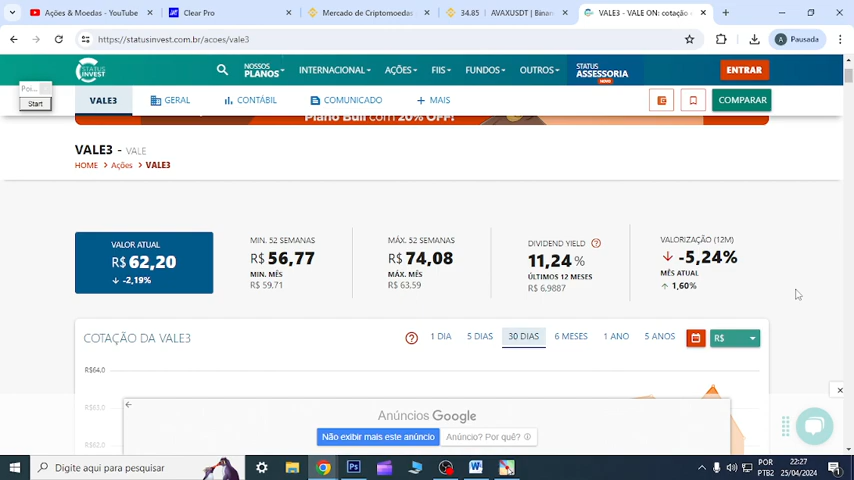 Ações & Moedas - YouTube
Clear Pro
Mercado de Criptomoedas
34.85 | AVAXUSDT | Binan
VALE3 - VALE ON: cotação
https://statusinvest.com.br/acoes/vale3
A Pausada
Start
STATUS INVEST
NOSSOS PLANOS
INTERNACIONAL
AÇÕES
FIIS
FUNDOS
OUTROS
STATUS ASSESSORIA
ENTRAR
VALE3
GERAL
CONTÁBIL
COMUNICADO
MAIS
COMPARAR
Plano Bull com 20% OFF!
VALE3 - VALE
HOME > Ações > VALE3
VALOR ATUAL
R$ 62,20
-2,19%
MIN. 52 SEMANAS
R$ 56,77
MIN. MÊS
R$ 59,71
MÁX. 52 SEMANAS
R$ 74,08
MÁX. MÊS
R$ 63,59
DIVIDEND YIELD
11,24 %
ÚLTIMOS 12 MESES
R$ 6,9887
VALORIZAÇÃO (12M)
-5,24%
MÊS ATUAL
1,60%
COTAÇÃO DA VALE3
1 DIA
5 DIAS
30 DIAS
6 MESES
1 ANO
5 ANOS
R$
R$64,0
R$63,0
R$62,0
Anúncios Google
Não exibir mais este anúncio
Anúncio? Por quê?
Digite aqui para pesquisar
POR
PTB2
22:27
25/04/2024